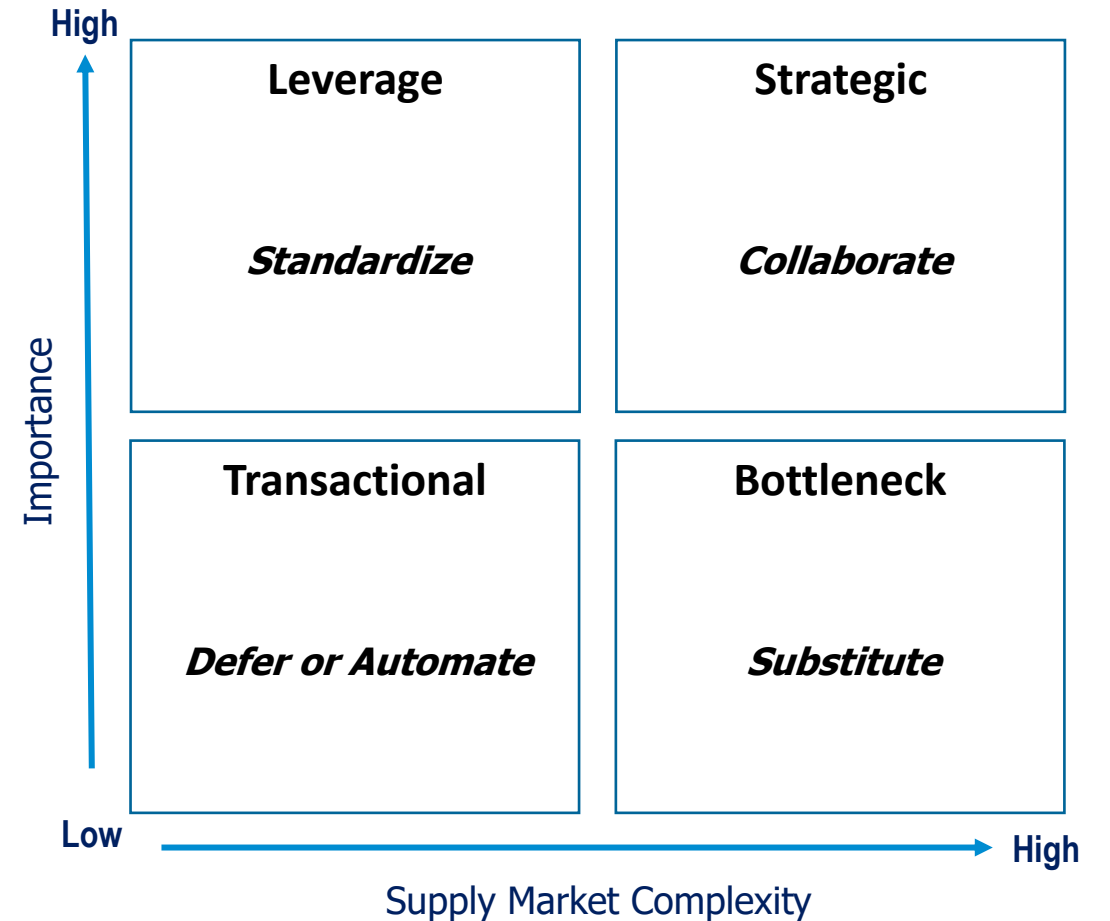 High
Leverage
Strategic
Standardize
Collaborate
Importance
Transactional
Bottleneck
Defer or Automate
Substitute
Low
High
Supply Market Complexity